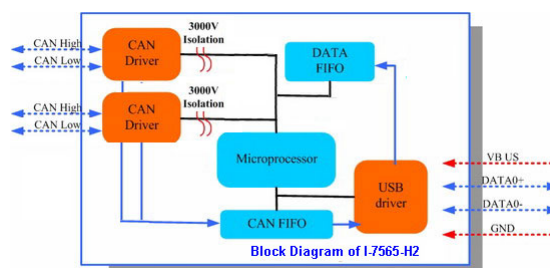 3000V
Isolation
CAN High
CAN Low
CAN
Driver
DATA
FIFO
3000V
Isolation
CAN High
CAN Low
CAN
Driver
Microprocessor
VB US
USB
driver
DATA0+
DATA0-
CAN FIFO
GND
Block Diagram of I-7565-H2